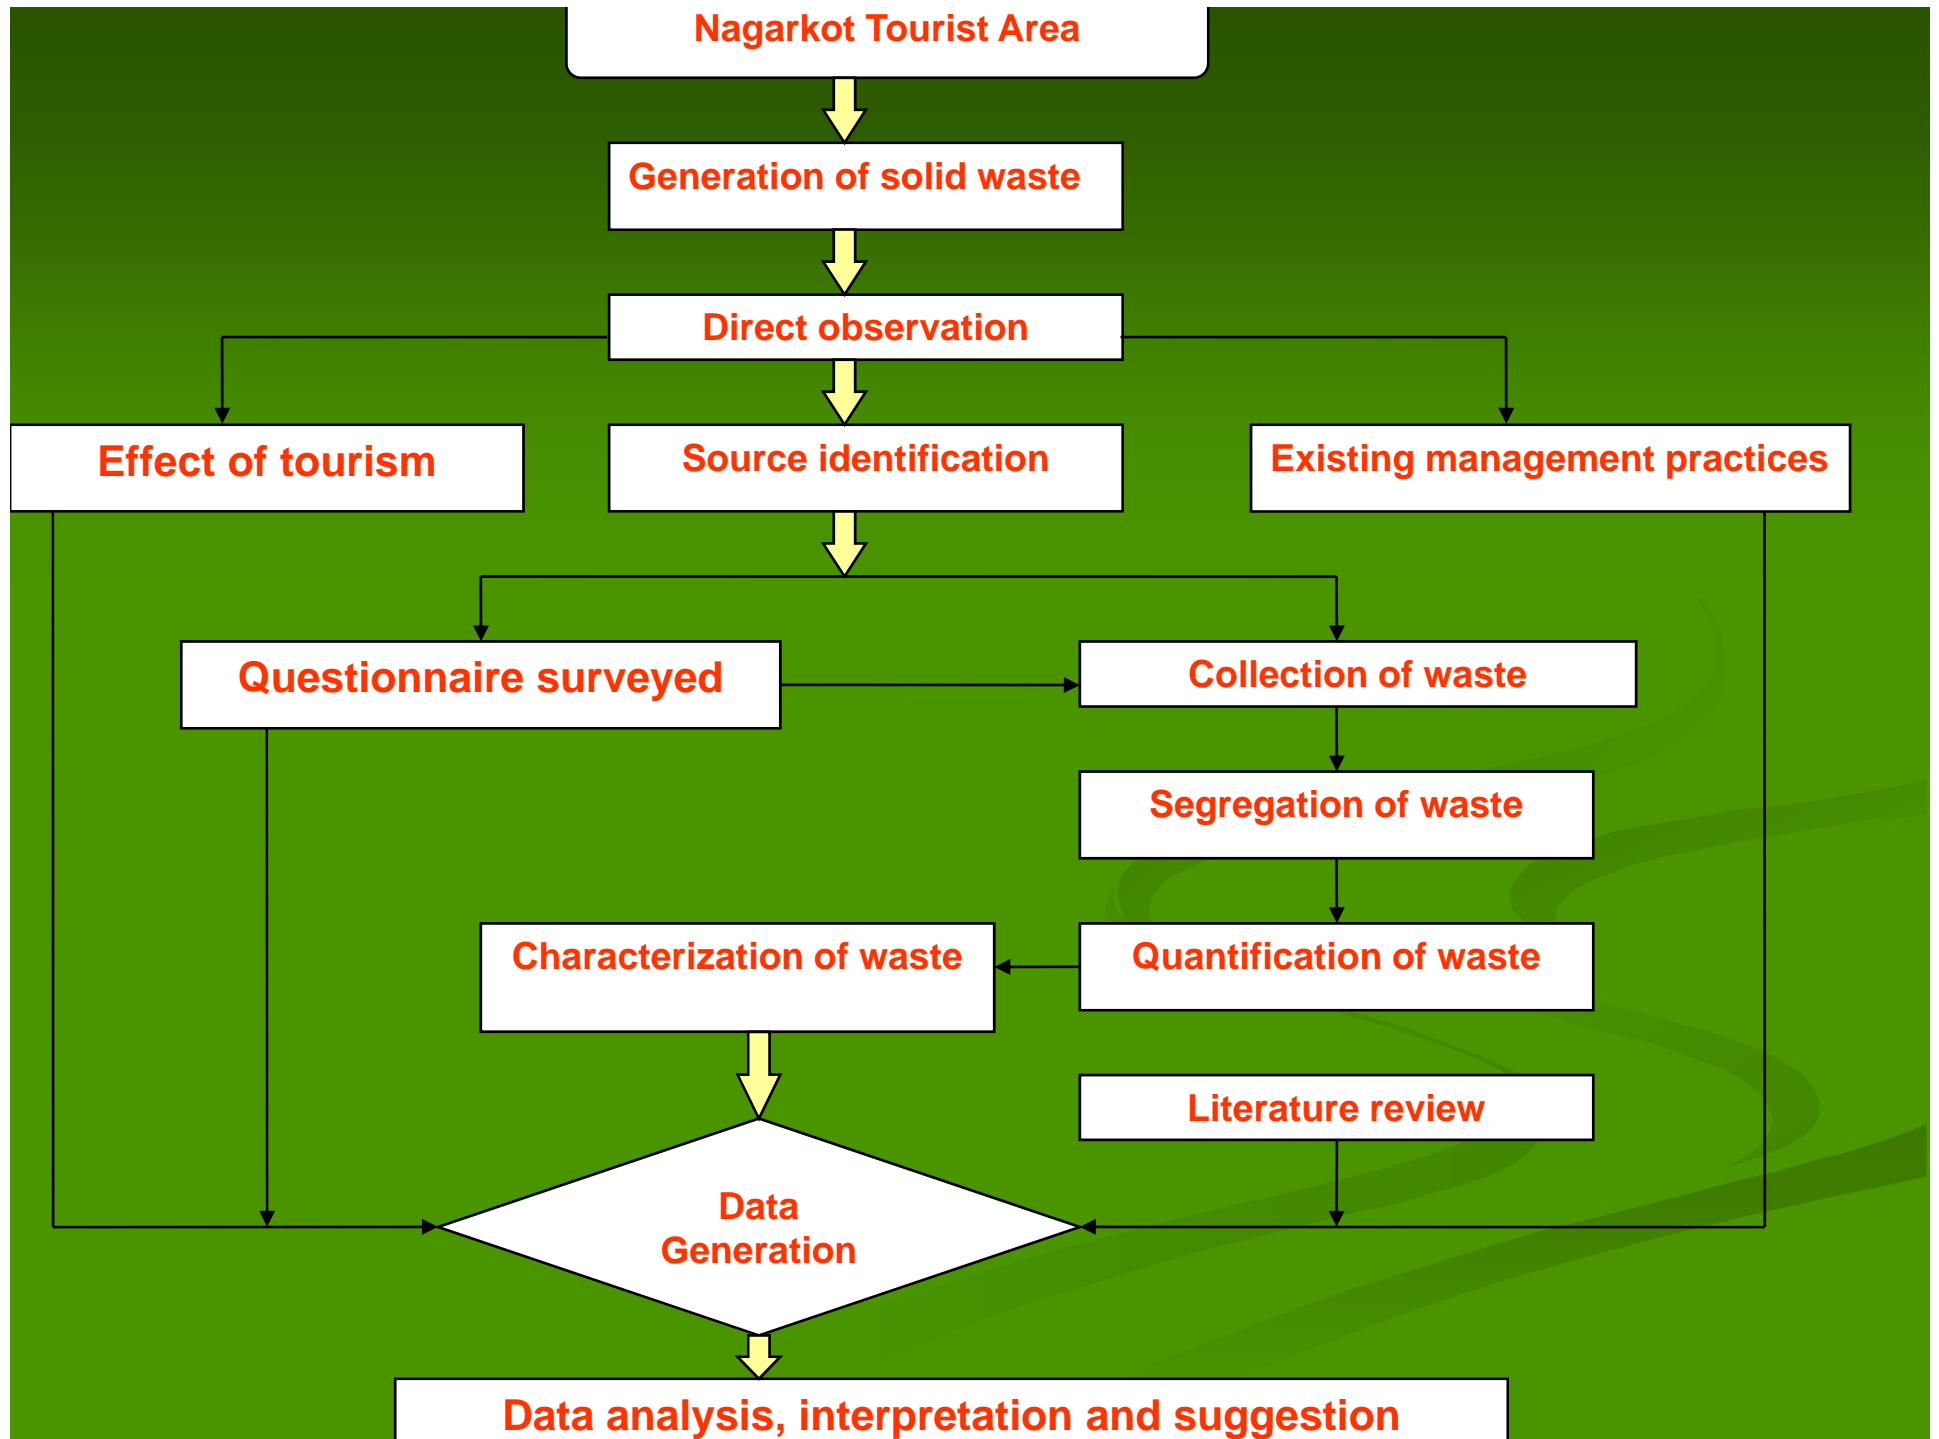 Nagarkot Tourist Area
Generation of solid waste
Direct observation
Effect of tourism
Source identification
Existing management practices
Questionnaire surveyed
Collection of waste
Segregation of waste
Characterization of waste
Quantification of waste
Literature review
Data
Generation
Data analysis, interpretation and suggestion